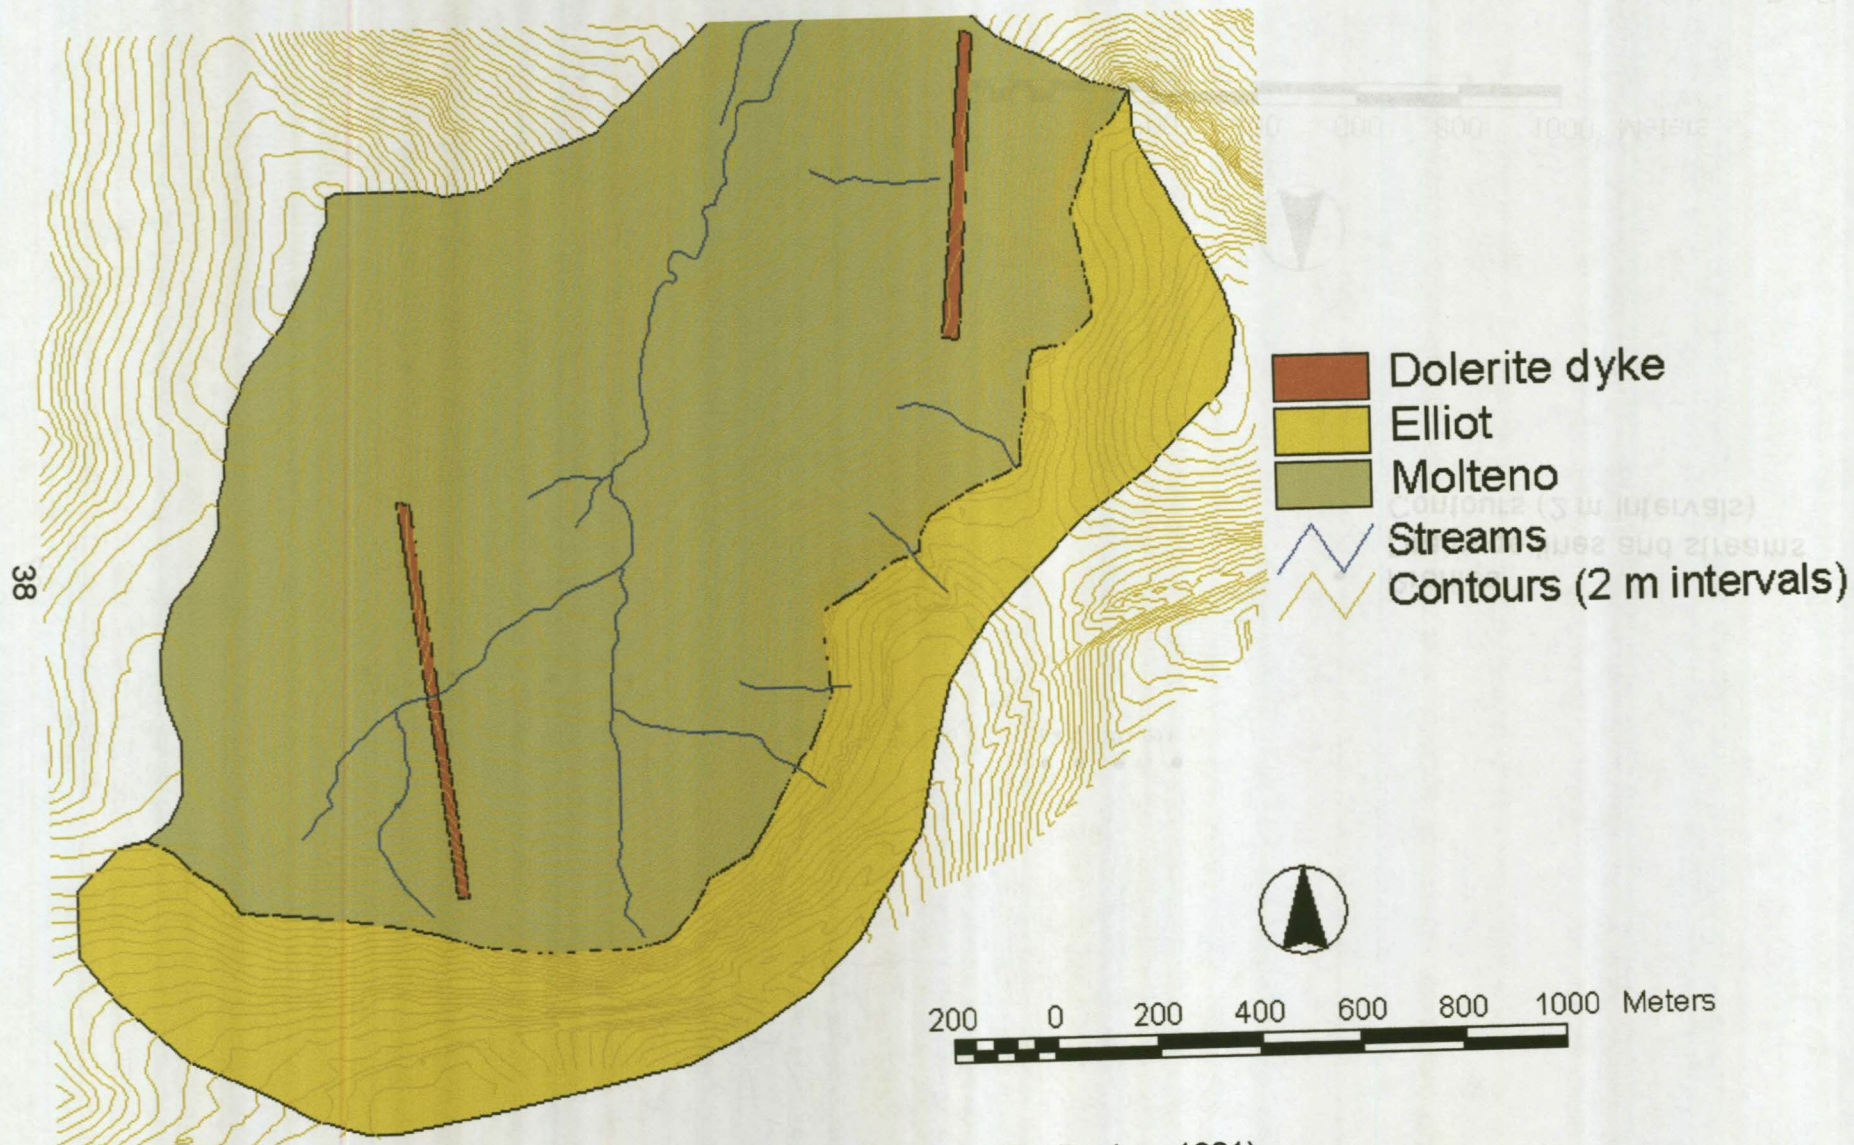 Dolerite dyke
Elliot
Molteno
Streams
Contours (2 m intervals)
200 0 200 400 600 800 1000 Meters
38